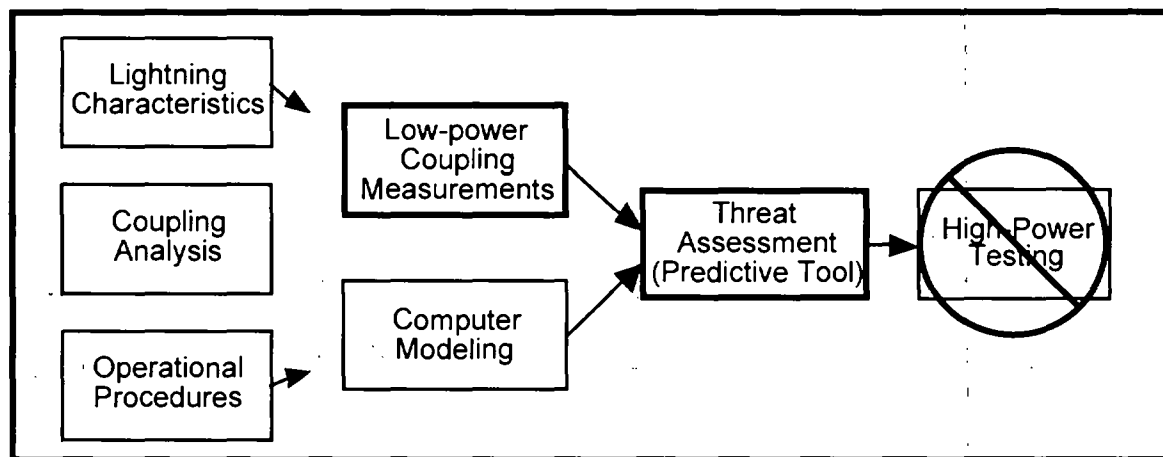 Lightning
Characteristics
Coupling
Analysis
Operational
Procedures
Low-power
Coupling
Measurements
Computer
Modeling
Threat
Assessment
(Predictive Tool)
High-Power
Testing